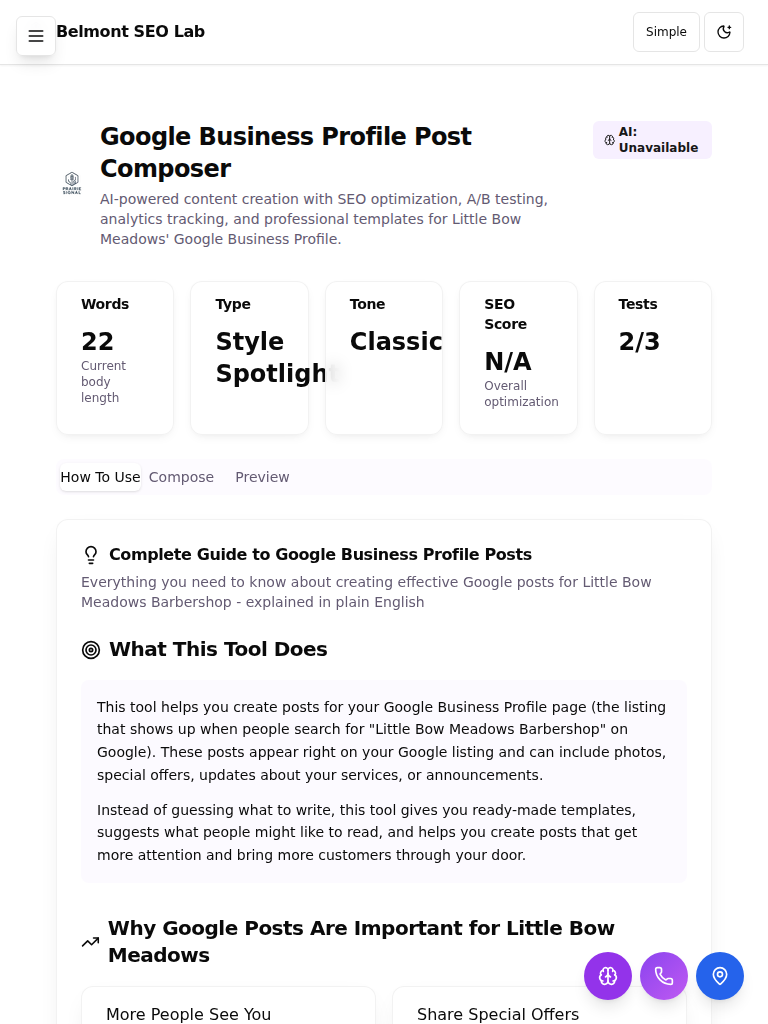 Belmont SEO Lab
Simple
Google Business Profile Post
Composer
AI-powered content creation with SEO optimization, A/B testing,
analytics tracking, and professional templates for Little Bow
Meadows' Google Business Profile.
AI:
Unavailable
PRAIRIE
SIGNAL
Words
22
Current
body
length
Type
Style
Spotlight
Tone
Classic
SEO
Score
N/A
Overall
optimization
Tests
2/3
How To Use
Compose
Preview
Complete Guide to Google Business Profile Posts
Everything you need to know about creating effective Google posts for Little Bow
Meadows Barbershop - explained in plain English
What This Tool Does
This tool helps you create posts for your Google Business Profile page (the listing
that shows up when people search for "Little Bow Meadows Barbershop" on
Google). These posts appear right on your Google listing and can include photos,
special offers, updates about your services, or announcements.
Instead of guessing what to write, this tool gives you ready-made templates,
suggests what people might like to read, and helps you create posts that get
more attention and bring more customers through your door.
Why Google Posts Are Important for Little Bow
Meadows
More People See You
Share Special Offers